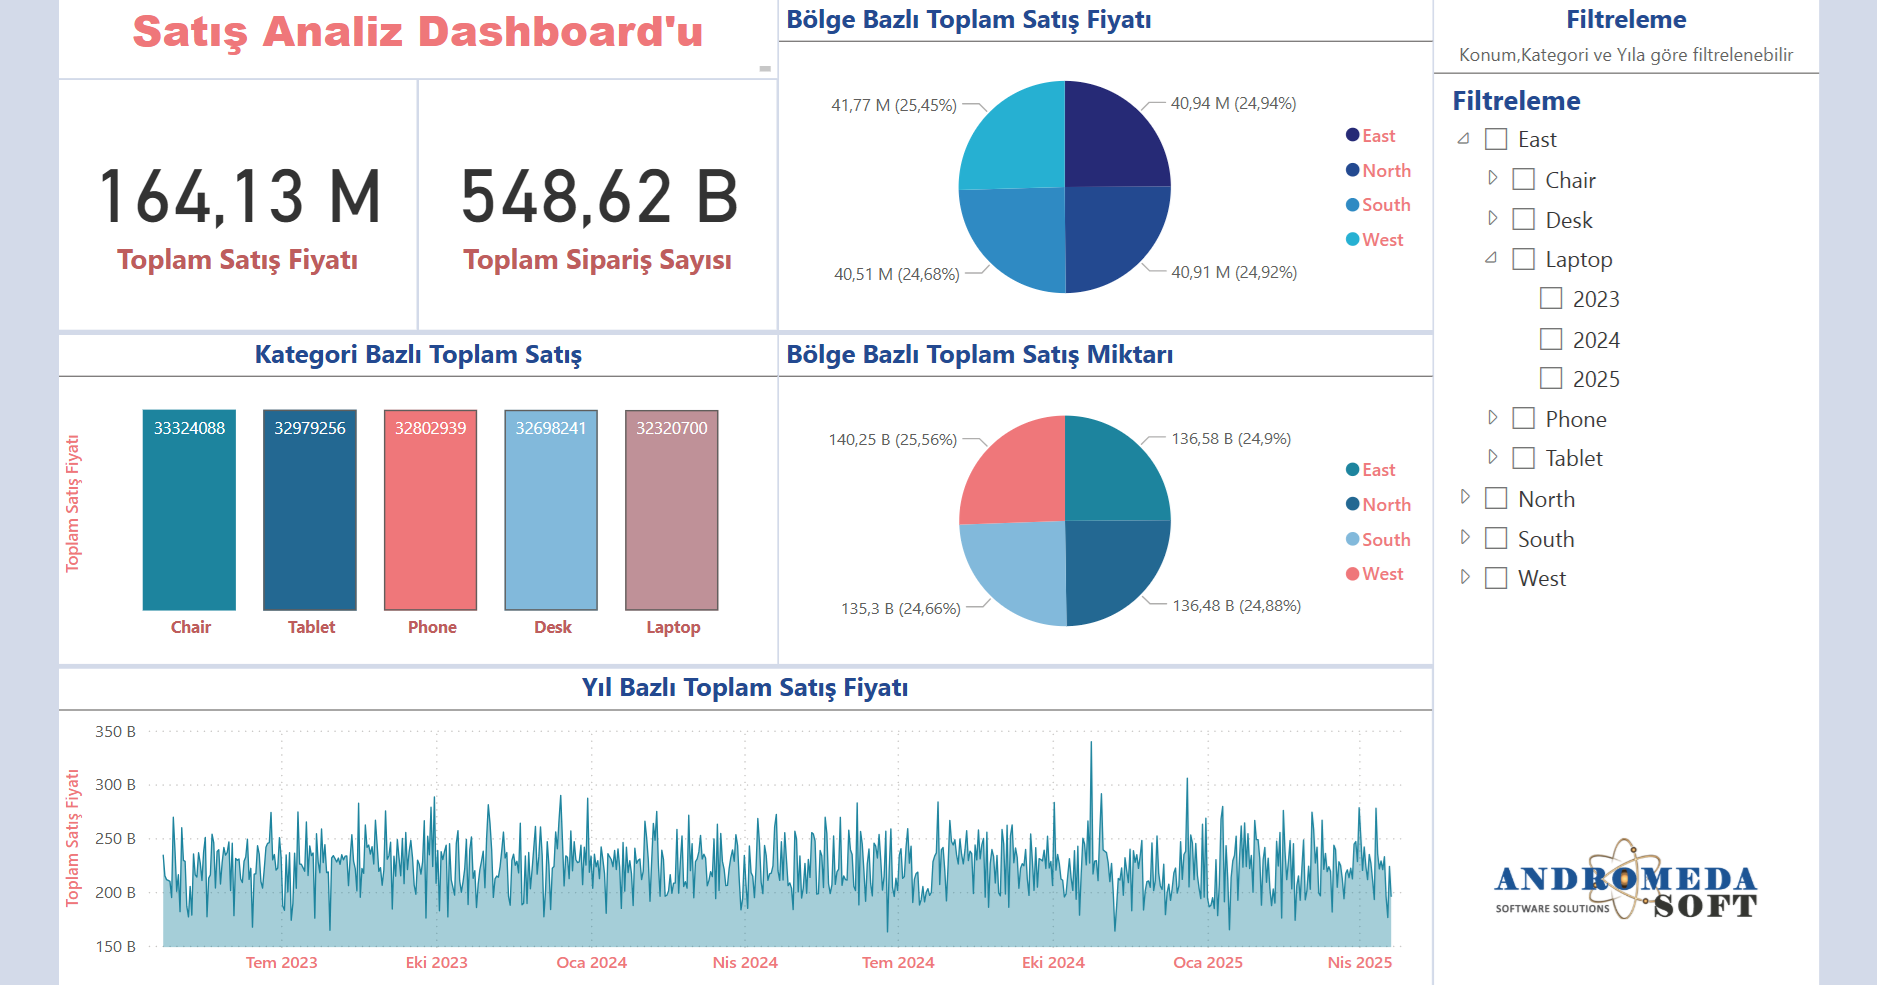 Satış Analiz Dashboard'u
164,13 M
Toplam Satış Fiyatı
548,62 B
Toplam Sipariş Sayısı
Bölge Bazlı Toplam Satış Fiyatı
41,77 M (25,45%)
40,94 M (24,94%)
40,51 M (24,68%)
40,91 M (24,92%)
East
North
South
West
Kategori Bazlı Toplam Satış
Toplam Satış Fiyatı
33324088
32979256
32802939
32698241
32320700
Chair
Tablet
Phone
Desk
Laptop
Bölge Bazlı Toplam Satış Miktarı
140,25 B (25,56%)
136,58 B (24,9%)
135,3 B (24,66%)
136,48 B (24,88%)
East
North
South
West
Yıl Bazlı Toplam Satış Fiyatı
Toplam Satış Fiyatı
350 B
300 B
250 B
200 B
150 B
Tem 2023
Eki 2023
Oca 2024
Nis 2024
Tem 2024
Eki 2024
Oca 2025
Nis 2025
Filtreleme
Konum,Kategori ve Yıla göre filtrelenebilir
Filtreleme
East
Chair
Desk
Laptop
2023
2024
2025
Phone
Tablet
North
South
West
ANDROMEDA
SOFTWARE SOLUTIONS SOFT